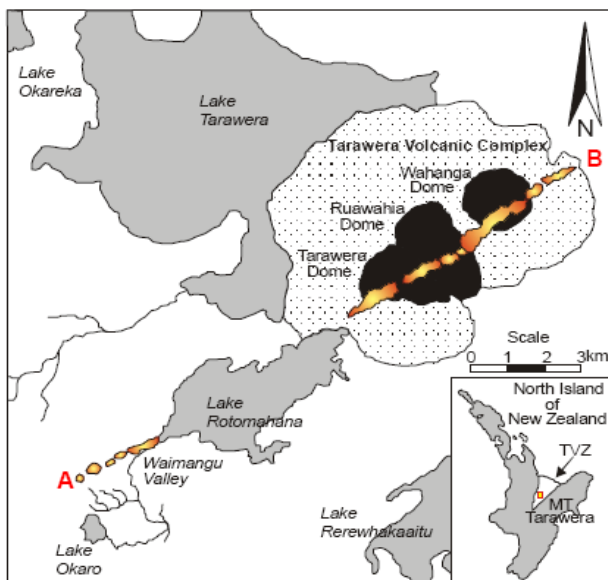 Lake
Okareka
Lake
Tarawera
N
Tarawera Volcanic Complex
B
Wahanga
Dome
Ruawahia
Dome
Tarawera
Dome
Scale
0 1 2 3km
Lake
Rotomahana
A
Waimangu
Valley
Lake
Okaro
Lake
Rerewhakaaitu
North Island
of
New Zealand
TVZ
MT
Tarawera